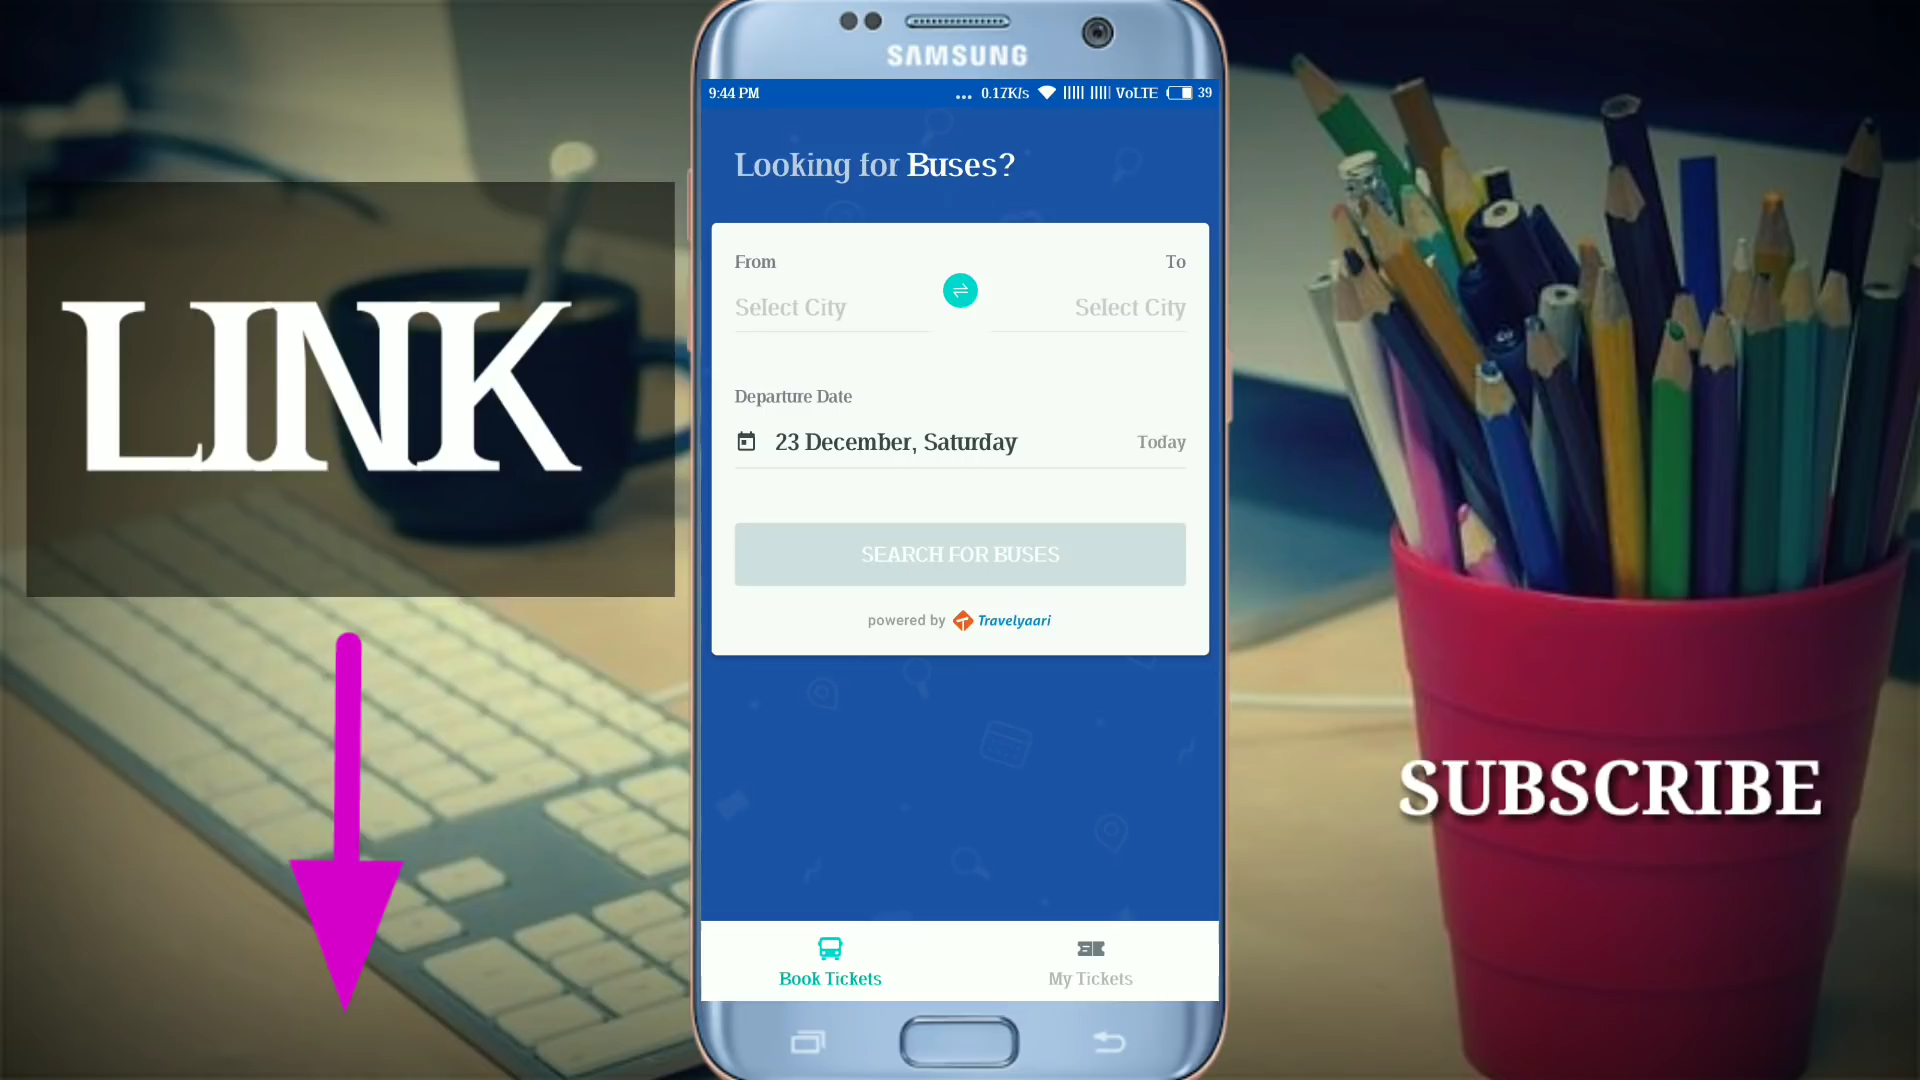 SAMSUNG
9:44 PM
... 0.17K/s VoLTE 39
Looking for Buses?
From
To
Select City
Select City
Departure Date
23 December, Saturday
Today
SEARCH FOR BUSES
powered by Travelyaari
Book Tickets
My Tickets
LINK
SUBSCRIBE